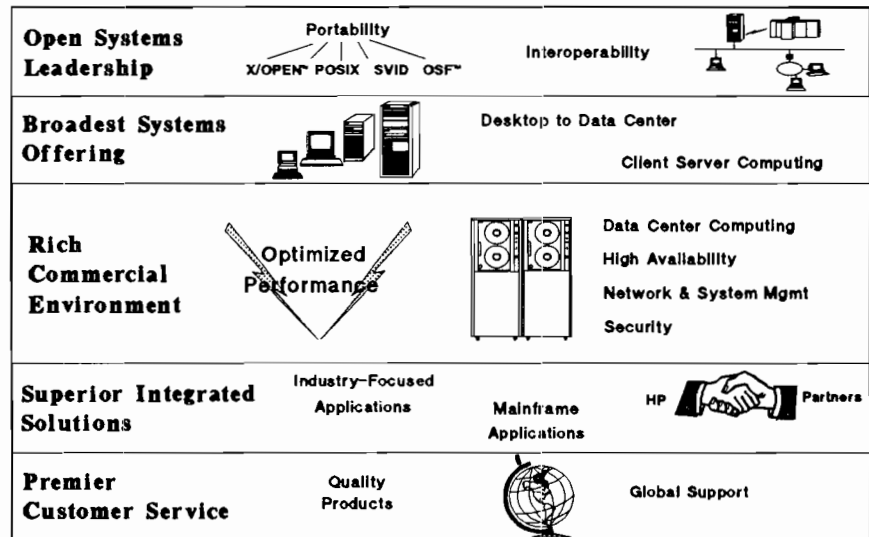 Open Systems
Leadership
Portability
X/OPEN™ POSIX SVID OSF™
Interoperability
Broadest Systems
Offering
Desktop to Data Center
Client Server Computing
Rich
Commercial
Environment
Optimized
Performance
Data Center Computing
High Availability
Network & System Mgmt
Security
Superior Integrated
Solutions
Industry-Focused
Applications
Mainframe
Applications
HP
Partners
Premier
Customer Service
Quality
Products
Global Support